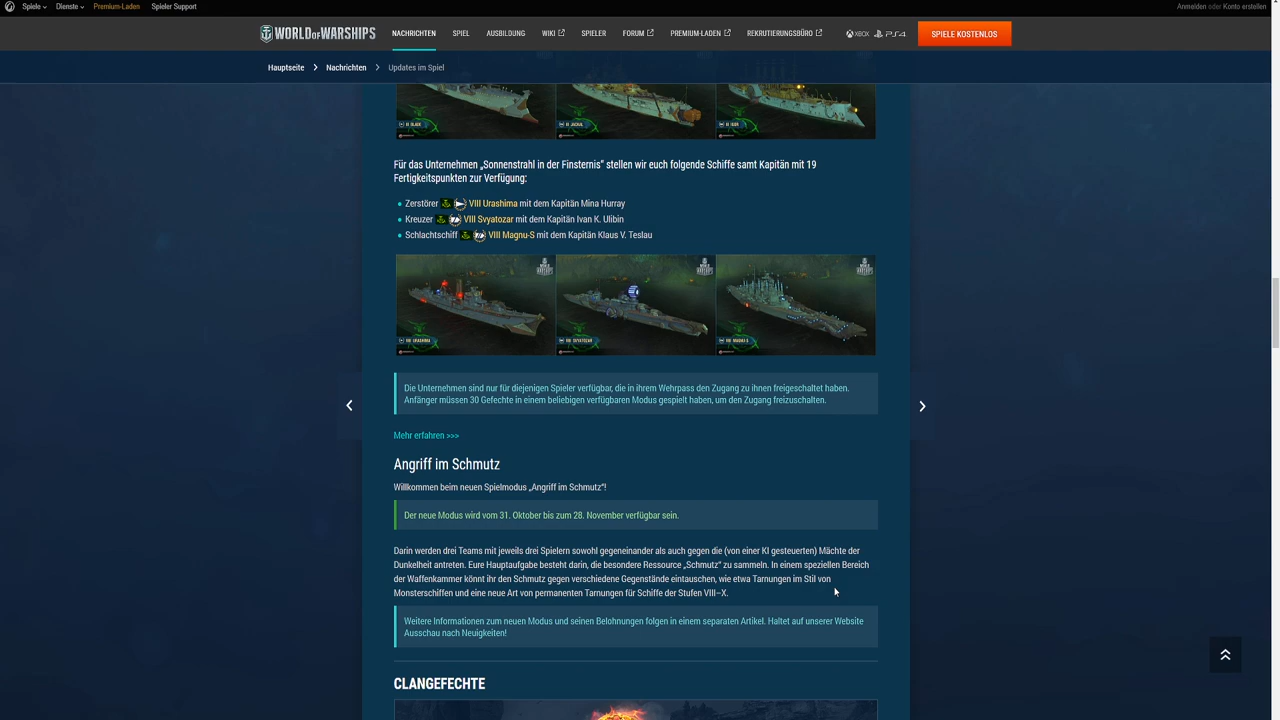 Spiele
Dienste
Premium-Laden
Spieler Support
Anmelden oder Konto erstellen
WORLD OF WARSHIPS
NACHRICHTEN
SPIEL
AUSBILDUNG
WIKI
SPIELER
FORUM
PREMIUM-LADEN
REKRUTIERUNGSBÜRO
XBOX
PS4
SPIELE KOSTENLOS
Hauptseite
Nachrichten
Updates im Spiel
Für das Unternehmen „Sonnenstrahl in der Finsternis" stellen wir euch folgende Schiffe samt Kapitän mit 19
Fertigkeitspunkten zur Verfügung:
Zerstörer VIII Urashima mit dem Kapitän Mina Hurray
Kreuzer VIII Svyatozar mit dem Kapitän Ivan K. Ulibin
Schlachtschiff VIII Magnu-S mit dem Kapitän Klaus V. Teslau
VIII URASHIMA
VIII SVYATOZAR
VIII MAGNU-S
Die Unternehmen sind nur für diejenigen Spieler verfügbar, die in ihrem Wehrpass den Zugang zu ihnen freigeschaltet haben.
Anfänger müssen 30 Gefechte in einem beliebigen verfügbaren Modus gespielt haben, um den Zugang freizuschalten.
Mehr erfahren >>>
Angriff im Schmutz
Willkommen beim neuen Spielmodus „Angriff im Schmutz"!
Der neue Modus wird vom 31. Oktober bis zum 28. November verfügbar sein.
Darin werden drei Teams mit jeweils drei Spielern sowohl gegeneinander als auch gegen die (von einer KI gesteuerten) Mächte der
Dunkelheit antreten. Eure Hauptaufgabe besteht darin, die besondere Ressource „Schmutz" zu sammeln. In einem speziellen Bereich
der Waffenkammer könnt ihr den Schmutz gegen verschiedene Gegenstände eintauschen, wie etwa Tarnungen im Stil von
Monsterschiffen und eine neue Art von permanenten Tarnungen für Schiffe der Stufen VIII–X.
Weitere Informationen zum neuen Modus und seinen Belohnungen folgen in einem separaten Artikel. Haltet auf unserer Website
Ausschau nach Neuigkeiten!
CLANGEFECHTE